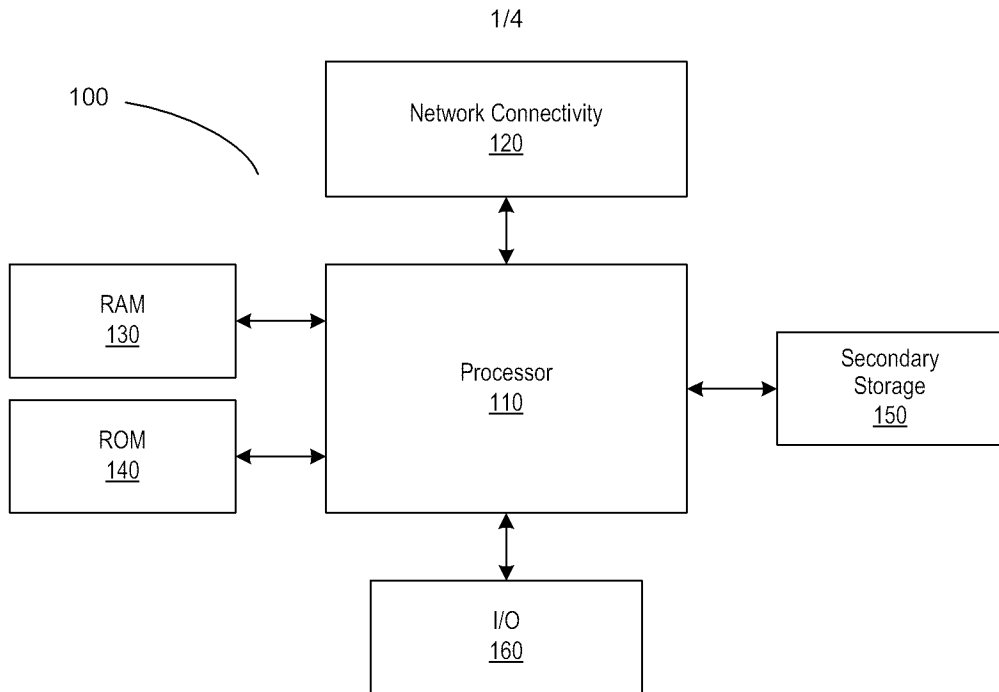 1/4
100
Network Connectivity
120
RAM
130
Processor
110
Secondary
Storage
150
ROM
140
I/O
160